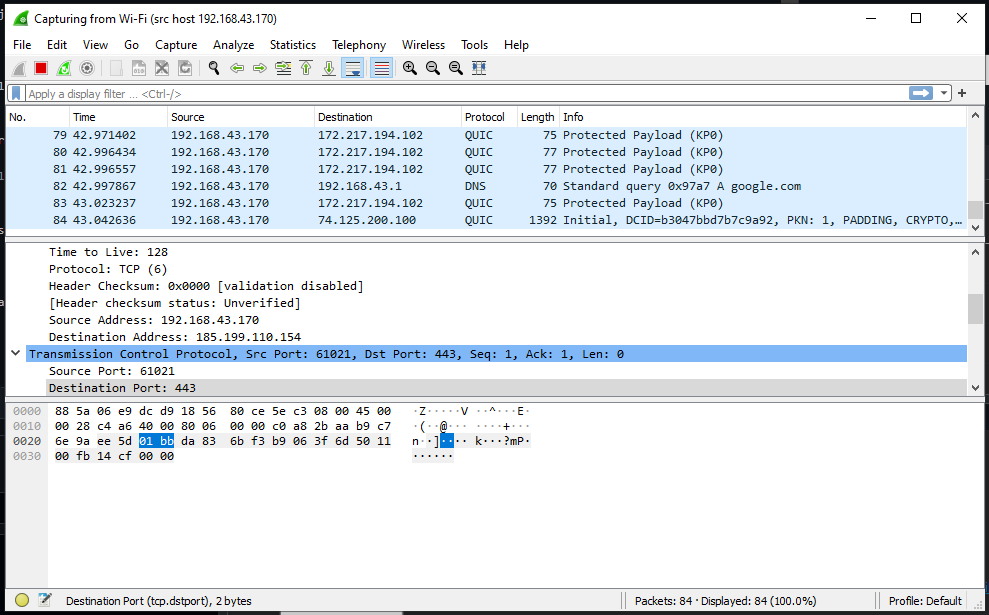 Capturing from Wi-Fi (src host 192.168.43.170)
File Edit View Go Capture Analyze Statistics Telephony Wireless Tools Help
Apply a display filter … <Ctrl-/>
No. Time Source Destination Protocol Length Info
79 42.971402 192.168.43.170 172.217.194.102 QUIC 75 Protected Payload (KP0)
80 42.996434 192.168.43.170 172.217.194.102 QUIC 77 Protected Payload (KP0)
81 42.996557 192.168.43.170 172.217.194.102 QUIC 77 Protected Payload (KP0)
82 42.997867 192.168.43.170 192.168.43.1 DNS 70 Standard query 0x97a7 A google.com
83 43.023237 192.168.43.170 172.217.194.102 QUIC 75 Protected Payload (KP0)
84 43.042636 192.168.43.170 74.125.200.100 QUIC 1392 Initial, DCID=b3047bbd7b7c9a92, PKN: 1, PADDING, CRYPTO,…
Time to Live: 128
Protocol: TCP (6)
Header Checksum: 0x0000 [validation disabled]
[Header checksum status: Unverified]
Source Address: 192.168.43.170
Destination Address: 185.199.110.154
Transmission Control Protocol, Src Port: 61021, Dst Port: 443, Seq: 1, Ack: 1, Len: 0
Source Port: 61021
Destination Port: 443
0000 88 5a 06 e9 dc d9 18 56 80 ce 5e c3 08 00 45 00 ·Z·····V ··^···E·
0010 00 28 c4 a6 40 00 80 06 00 00 c0 a8 2b aa b9 c7 ·(··@··· ····+···
0020 6e 9a ee 5d 01 bb da 83 6b f3 b9 06 3f 6d 50 11 n··]···· k···?mP·
0030 00 fb 14 cf 00 00 ······
Destination Port (tcp.dstport), 2 bytes
Packets: 84 · Displayed: 84 (100.0%)
Profile: Default